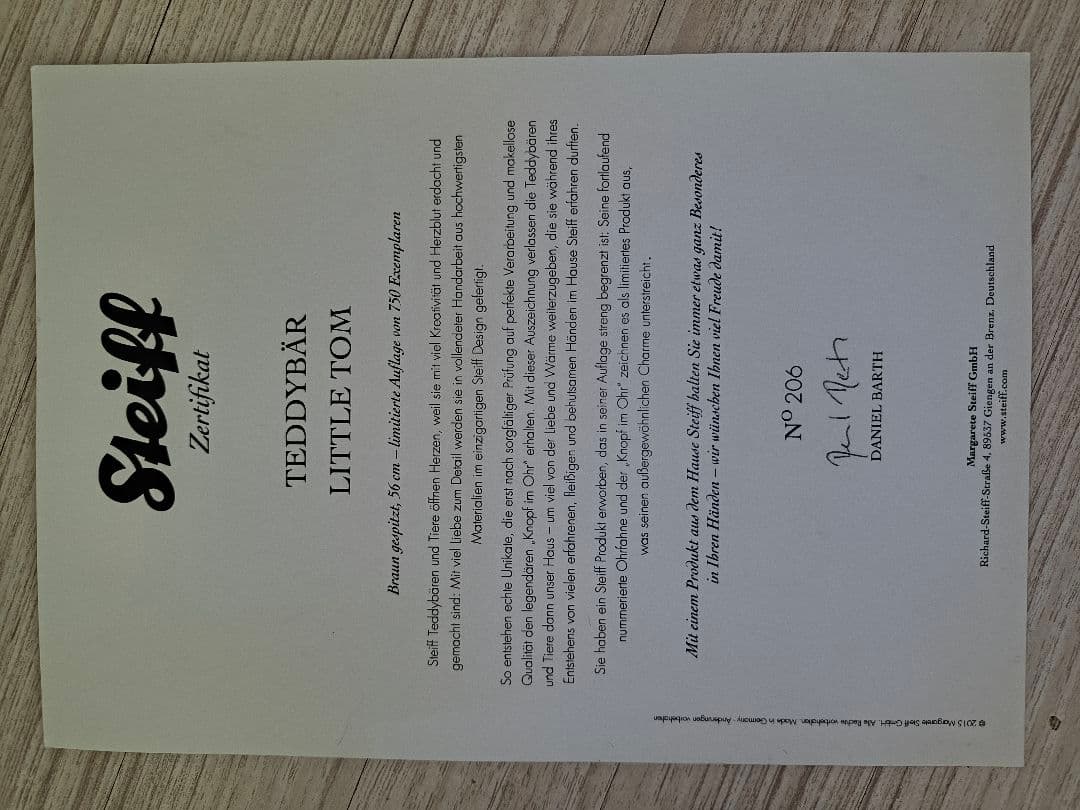 Steiff
Zertifikat
TEDDYBÄR
LITTLE TOM
Braun gespitzt, 56 cm – limitierte Auflage von 750 Exemplaren
Steiff Teddybären und Tiere öffnen Herzen, weil sie mit viel Kreativität und Herzblut erdacht und
gemacht sind: Mit viel Liebe zum Detail werden sie in vollendeter Handarbeit aus hochwertigsten
Materialien im einzigartigen Steiff Design gefertigt.
So entstehen echte Unikate, die erst nach sorgfältiger Prüfung auf perfekte Verarbeitung und makellose
Qualität den legendären „Knopf im Ohr“ erhalten. Mit dieser Auszeichnung verlassen die Teddybären
und Tiere dann unser Haus – um viel von der Liebe und Wärme weiterzugeben, die sie während ihres
Entstehens von vielen erfahrenen, fleißigen und behutsamen Händen im Hause Steiff erfahren durften.
Sie haben ein Steiff Produkt erworben, das in seiner Auflage streng begrenzt ist: Seine fortlaufend
nummerierte Ohrfahne und der „Knopf im Ohr“ zeichnen es als limitiertes Produkt aus,
was seinen außergewöhnlichen Charme unterstreicht.
Mit einem Produkt aus dem Hause Steiff halten Sie immer etwas ganz Besonderes
in Ihren Händen – wir wünschen Ihnen viel Freude damit!
Nº 206
DANIEL BARTH
Margarete Steiff GmbH
Richard-Steiff-Straße 4, 89537 Giengen an der Brenz, Deutschland
www.steiff.com
© 2015 Margarete Steiff GmbH. Alle Rechte vorbehalten. Made in Germany · Änderungen vorbehalten